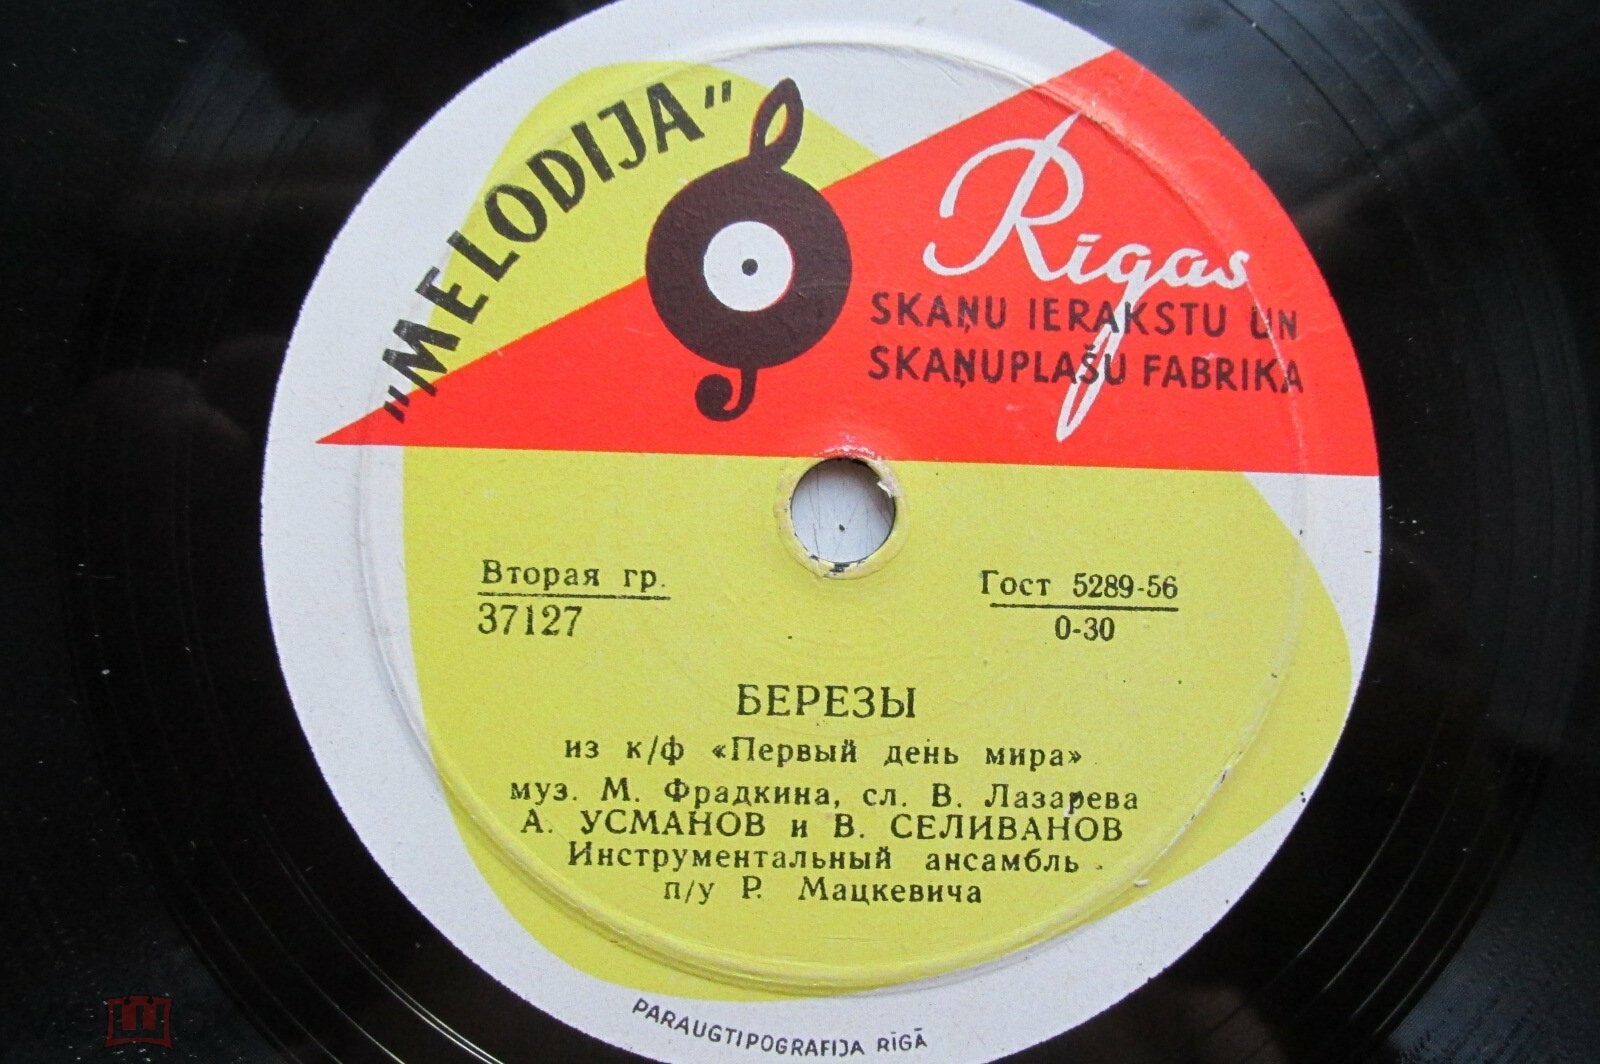 „MELODIJA”
Rīgas
SKAŅU IERAKSTU UN
SKAŅUPLAŠU FABRIKA
Вторая гр.
37127
Гост 5289-56
0-30
БЕРЕЗЫ
из к/ф «Первый день мира»
муз. М. Фрадкина, сл. В. Лазарева
А. УСМАНОВ и В. СЕЛИВАНОВ
Инструментальный ансамбль
п/у Р. Мацкевича
PARAUGTIPOGRAFIJA RĪGĀ